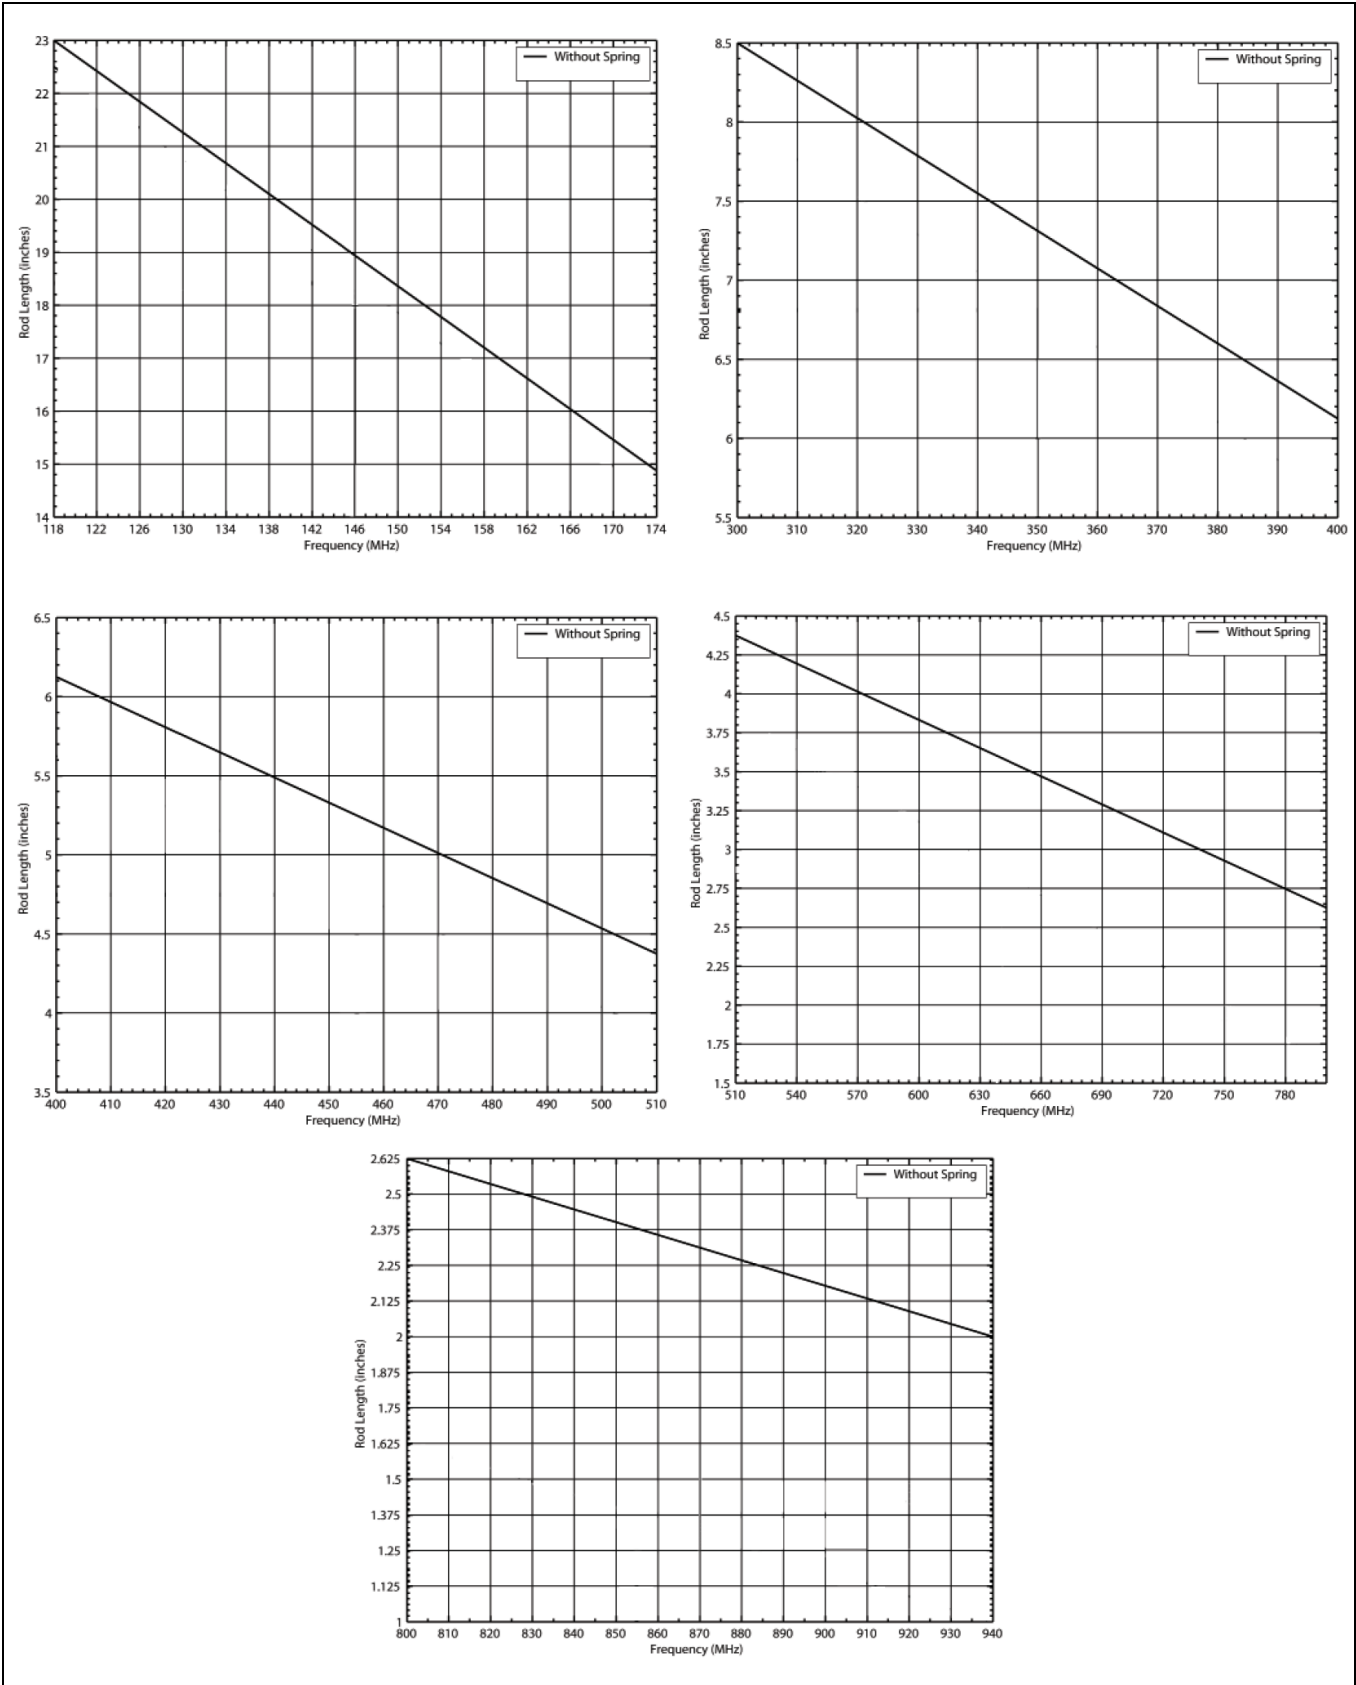 Without Spring
23
22
21
20
19
18
17
16
15
14
Rod Length (inches)
118 122 126 130 134 138 142 146 150 154 158 162 166 170 174
Frequency (MHz)
Without Spring
8.5
8
7.5
7
6.5
6
5.5
Rod Length (inches)
300 310 320 330 340 350 360 370 380 390 400
Frequency (MHz)
Without Spring
6.5
6
5.5
5
4.5
4
3.5
Rod Length (inches)
400 410 420 430 440 450 460 470 480 490 500 510
Frequency (MHz)
Without Spring
4.5
4.25
4
3.75
3.5
3.25
3
2.75
2.5
2.25
2
1.75
1.5
Rod Length (inches)
510 540 570 600 630 660 690 720 750 780
Frequency (MHz)
Without Spring
2.625
2.5
2.375
2.25
2.125
2
1.875
1.75
1.625
1.5
1.375
1.25
1.125
1
Rod Length (inches)
800 810 820 830 840 850 860 870 880 890 900 910 920 930 940
Frequency (MHz)